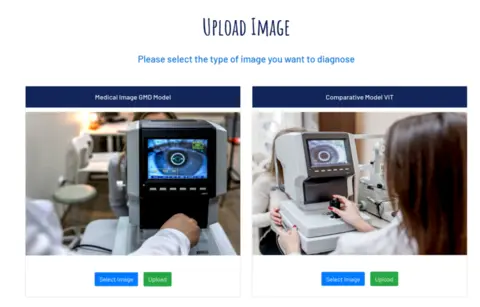 Upload Image
Please select the type of image you want to diagnose
Medical Image GMD Model
Comparative Model ViT
Select Image
Upload
Select Image
Upload